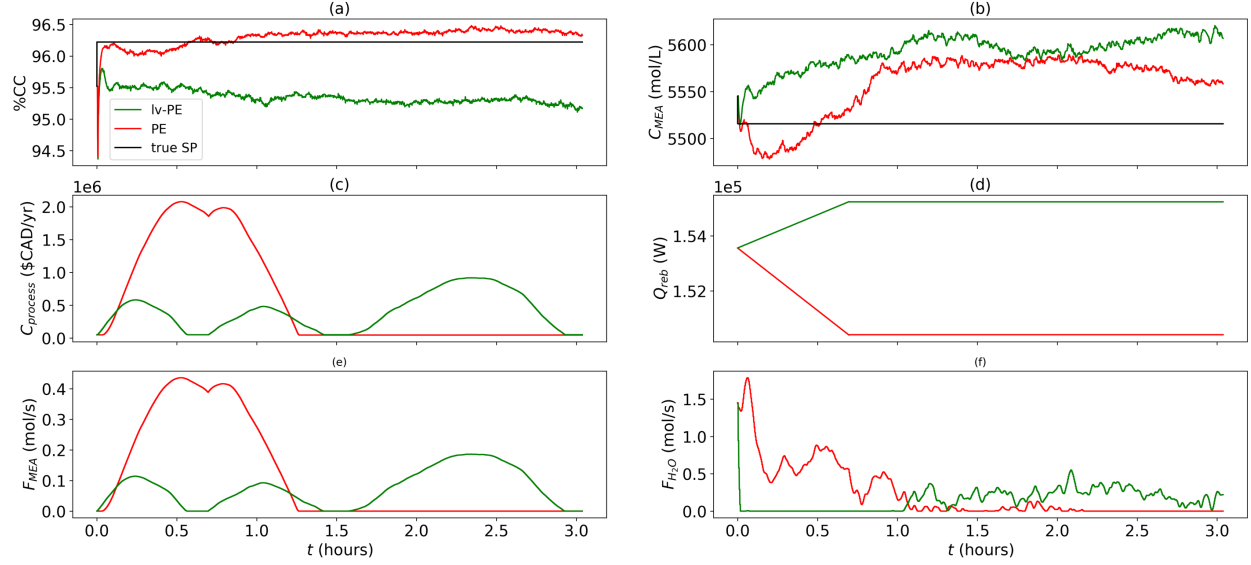 (a)
%CC
96.5
96.0
95.5
95.0
94.5
lv-PE
PE
true SP
(b)
C_MEA (mol/L)
5600
5550
5500
(c)
1e6
C_process ($CAD/yr)
2.0
1.5
1.0
0.5
0.0
(d)
1e5
Q_reb (W)
1.54
1.52
(e)
F_MEA (mol/s)
0.4
0.3
0.2
0.1
0.0
0.0 0.5 1.0 1.5 2.0 2.5 3.0
t (hours)
(f)
F_H₂O (mol/s)
1.5
1.0
0.5
0.0
0.0 0.5 1.0 1.5 2.0 2.5 3.0
t (hours)